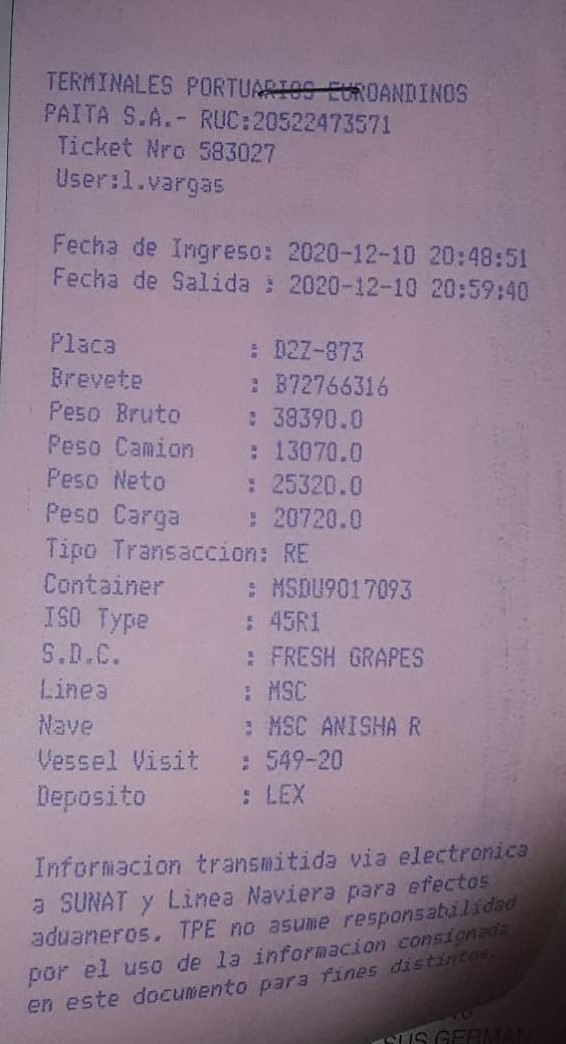 TERMINALES PORTUARIOS EUROANDINOS
PAITA S.A.- RUC:20522473571
Ticket Nro 583027
User:l.vargas
Fecha de Ingreso: 2020-12-10 20:48:51
Fecha de Salida : 2020-12-10 20:59:40
Placa : D2Z-873
Brevete : B72766316
Peso Bruto : 38390.0
Peso Camion : 13070.0
Peso Neto : 25320.0
Peso Carga : 20720.0
Tipo Transaccion: RE
Container : MSDU9017093
ISO Type : 45R1
S.D.C. : FRESH GRAPES
Linea : MSC
Nave : MSC ANISHA R
Vessel Visit : 549-20
Deposito : LEX
Informacion transmitida via electronica
a SUNAT y Linea Naviera para efectos
aduaneros. TPE no asume responsabilidad
por el uso de la informacion consignada
en este documento para fines distintos.
GERMAN